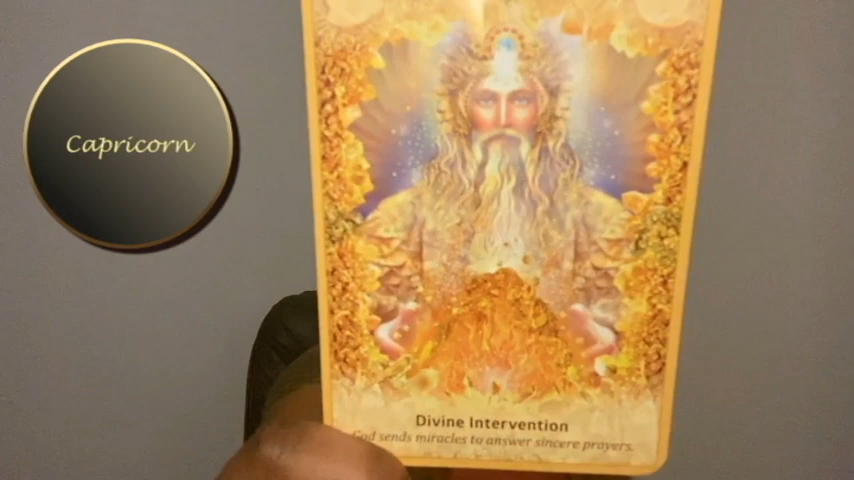 Capricorn
Divine Intervention
God sends miracles to answer sincere prayers.